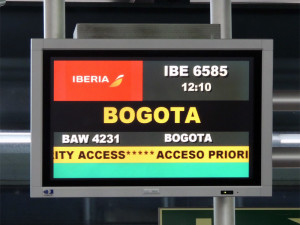 IBERIA
IBE 6585
12:10
BOGOTA
BAW 4231 BOGOTA
ITY ACCESS***** ACCESO PRIORI